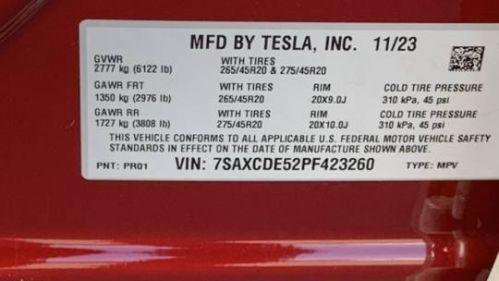 MFD BY TESLA, INC. 11/23
GVWR WITH TIRES
2777 kg (6122 lb) 265/45R20 & 275/45R20
GAWR FRT WITH TIRES RIM COLD TIRE PRESSURE
1350 kg (2976 lb) 265/45R20 20X9.0J 310 kPa, 45 psi
GAWR RR WITH TIRES RIM COLD TIRE PRESSURE
1727 kg (3808 lb) 275/45R20 20X10.0J 310 kPa, 45 psi
THIS VEHICLE CONFORMS TO ALL APPLICABLE U.S. FEDERAL MOTOR VEHICLE SAFETY
STANDARDS IN EFFECT ON THE DATE OF MANUFACTURE SHOWN ABOVE.
PNT: PR01 VIN: 7SAXCDE52PF423260 TYPE: MPV